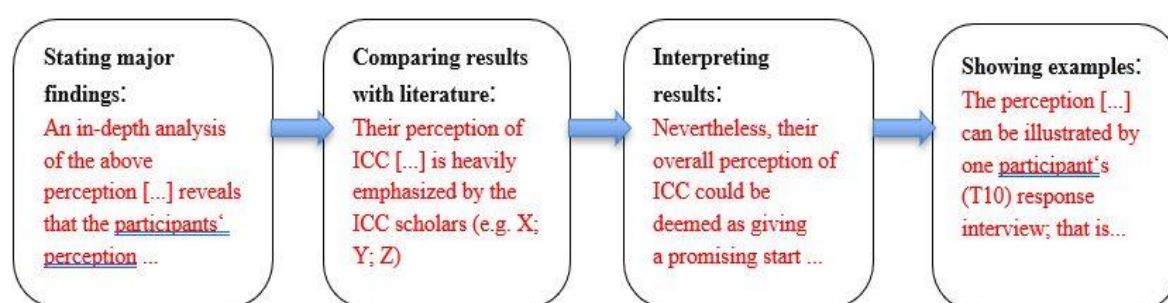 Stating major
findings:
An in-depth analysis
of the above
perception [...] reveals
that the participants‘
perception ...
Comparing results
with literature:
Their perception of
ICC [...] is heavily
emphasized by the
ICC scholars (e.g. X;
Y; Z)
Interpreting
results:
Nevertheless, their
overall perception of
ICC could be
deemed as giving
a promising start ...
Showing examples:
The perception [...]
can be illustrated by
one participant‘s
(T10) response
interview; that is...